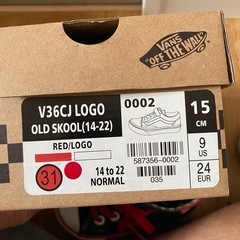 VANS
"OFF THE WALL"
V36CJ LOGO
OLD SKOOL(14-22)
0002
15
CM
RED/LOGO
9
US
587356-0002
31
14 to 22
NORMAL
035
24
EUR